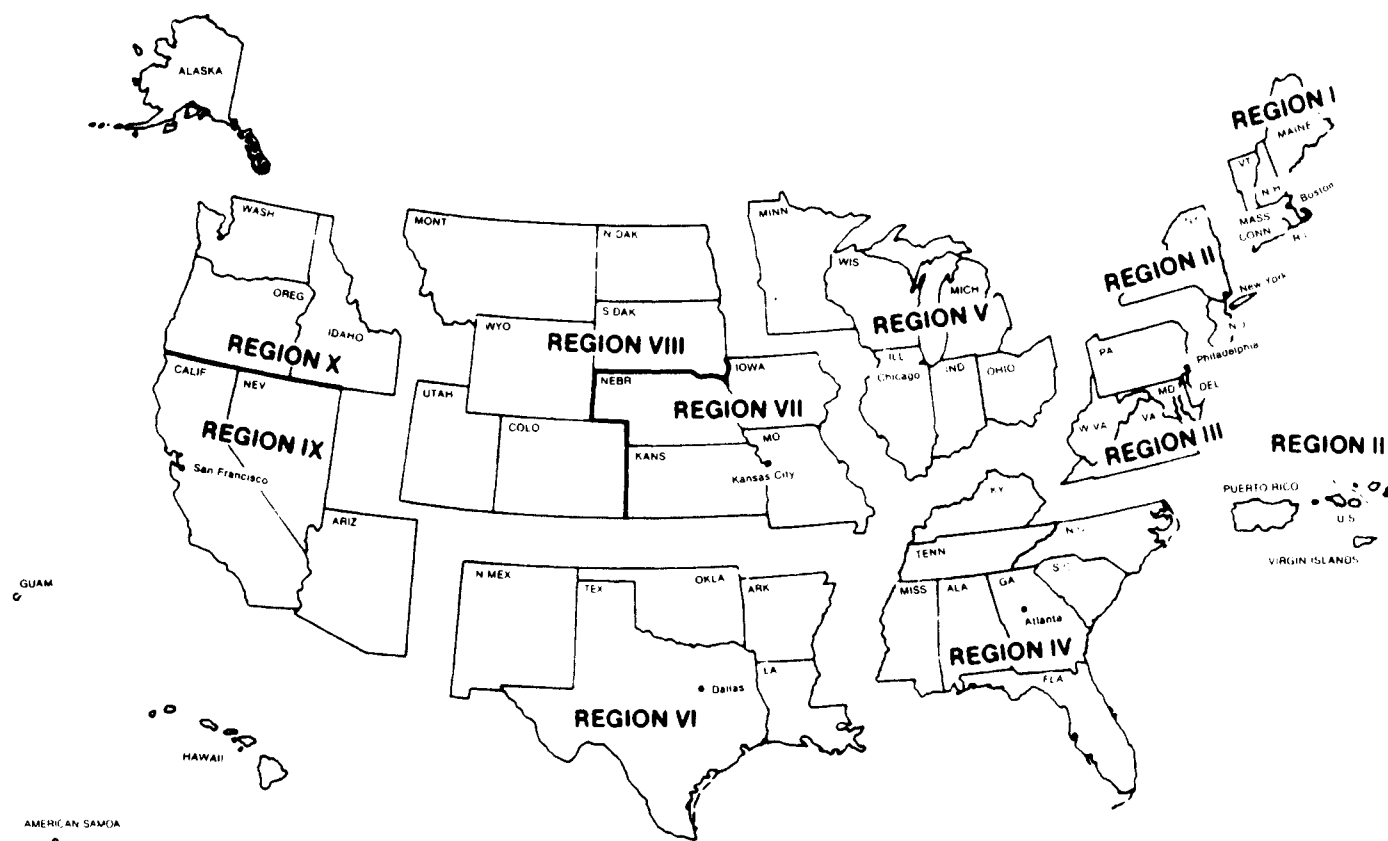 ALASKA
REGION I
MAINE
VT
N H
Boston
MASS
CONN
R I
WASH
MONT
N DAK
MINN
WIS
MICH
REGION II
New York
N J
OREG
IDAHO
WYO
S DAK
REGION V
REGION X
REGION VIII
ILL
Chicago
IND
OHIO
PA
Philadelphia
CALIF
NEV
UTAH
NEBR
IOWA
MD
DEL
REGION IX
COLO
REGION VII
W VA
VA
REGION III
San Francisco
KANS
MO
Kansas City
KY
REGION II
PUERTO RICO
U S
VIRGIN ISLANDS
ARIZ
TENN
N C
GUAM
N MEX
TEX
OKLA
ARK
MISS
ALA
GA
S C
Atlanta
REGION IV
LA
FLA
Dallas
REGION VI
HAWAII
AMERICAN SAMOA